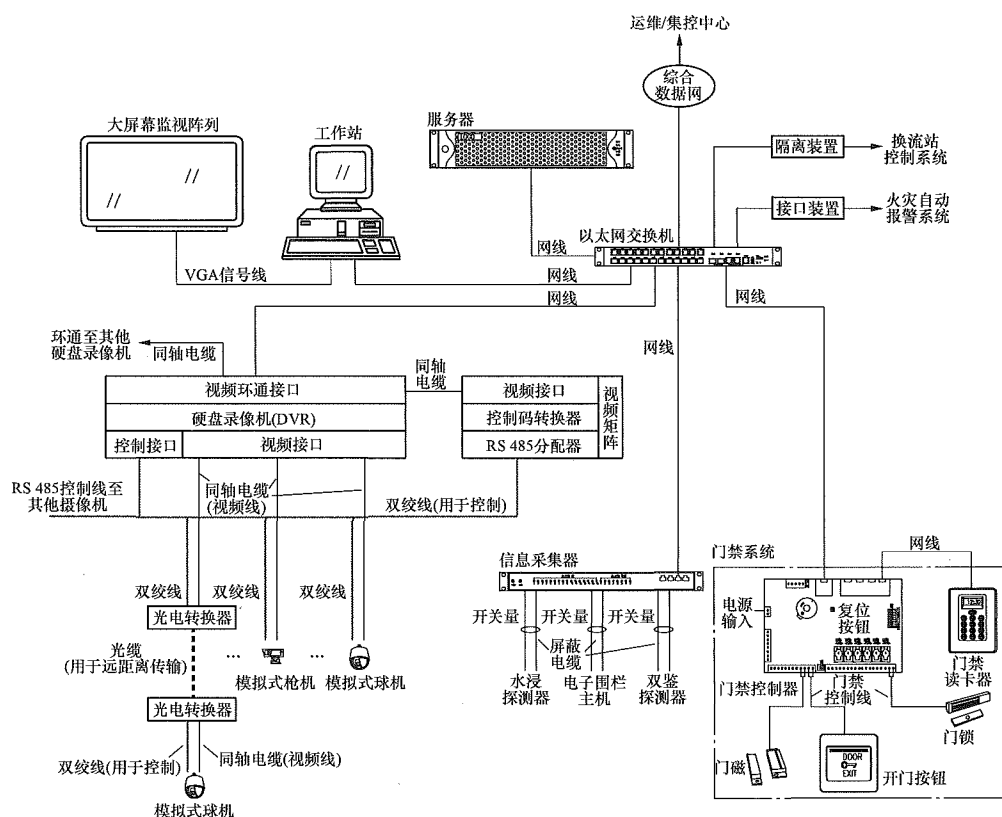 运维/集控中心
综合
数据网
大屏幕监视阵列
工作站
服务器
隔离装置
换流站
控制系统
接口装置
火灾自动
报警系统
以太网交换机
网线
VGA信号线
网线
网线
网线
网线
环通至其他
硬盘录像机
同轴电缆
同轴
电缆
视频环通接口
硬盘录像机(DVR)
控制接口
视频接口
视频接口
控制码转换器
RS 485分配器
视频矩阵
RS 485控制线至
其他摄像机
同轴电缆
(视频线)
双绞线(用于控制)
双绞线
双绞线
双绞线
光电转换器
光缆
(用于远距离传输)
…
…
模拟式枪机
模拟式球机
光电转换器
双绞线(用于控制)
同轴电缆(视频线)
模拟式球机
信息采集器
开关量
开关量
开关量
屏蔽
电缆
水浸
探测器
电子围栏
主机
双鉴
探测器
门禁系统
网线
电源
输入
复位
按钮
门禁
读卡器
门禁控制器
门禁
控制线
门锁
门磁
DOOR
EXIT
开门按钮